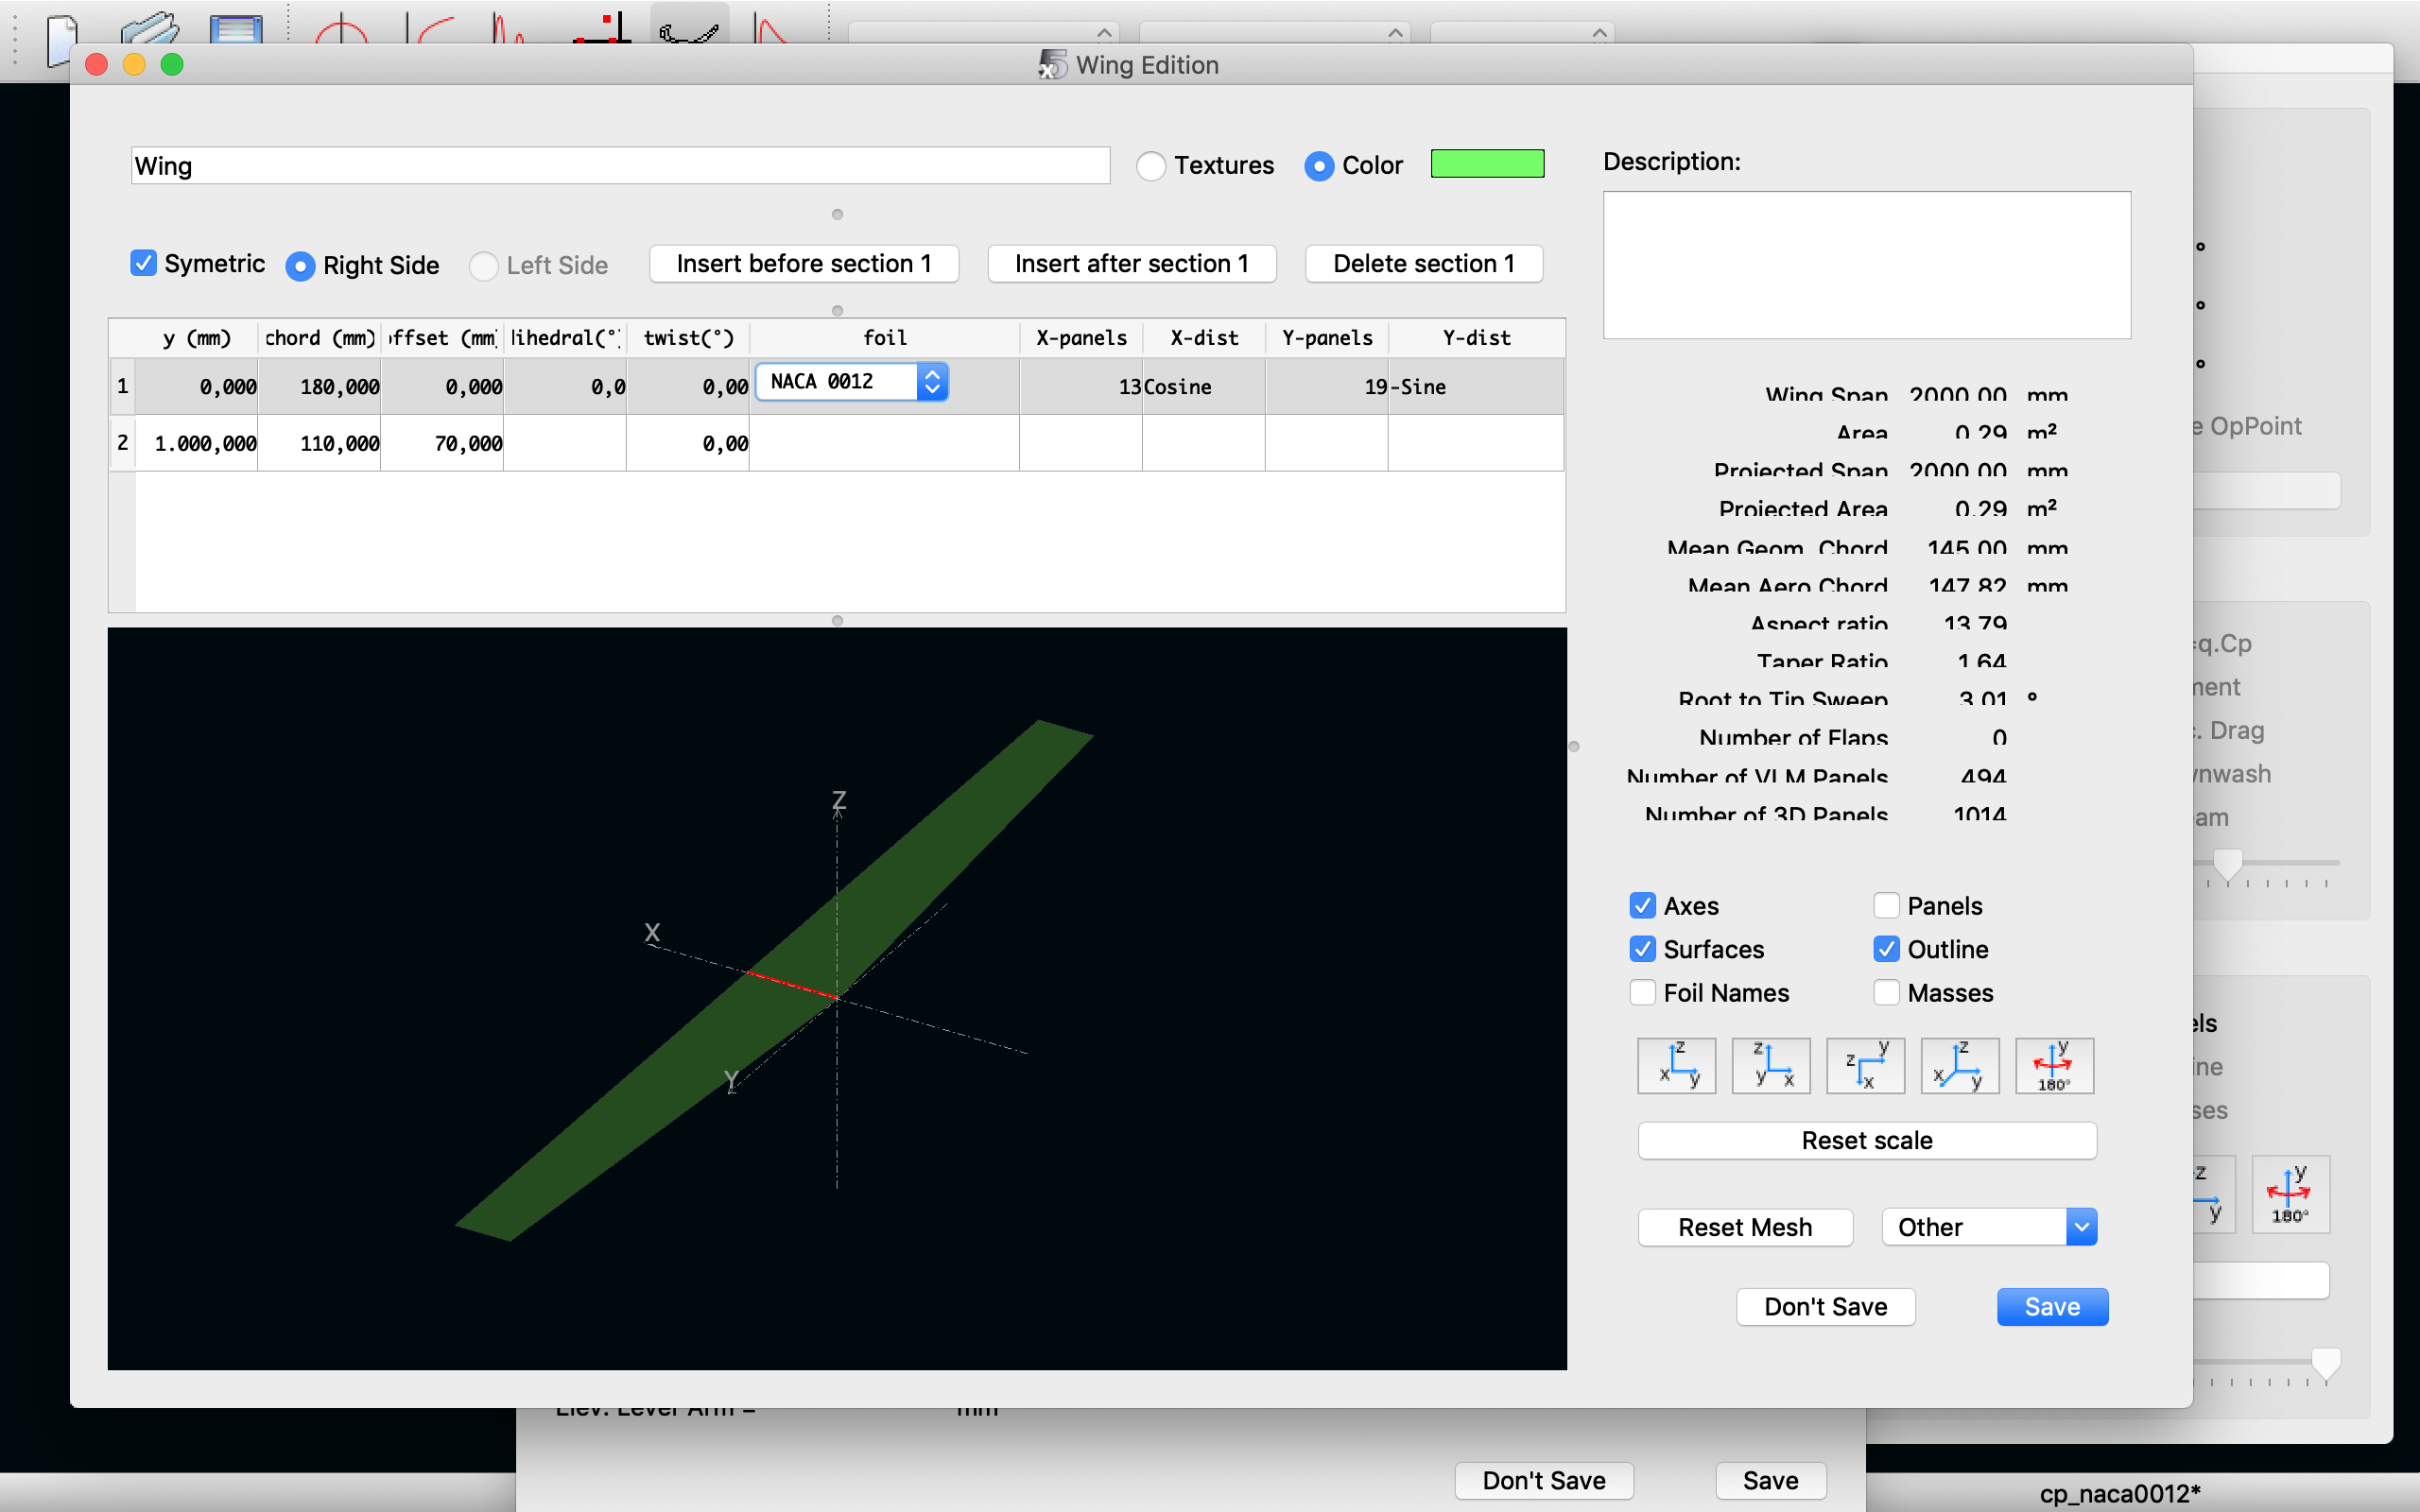 Wing Edition
Wing
Textures
Color
Description:
Symetric
Right Side
Left Side
Insert before section 1
Insert after section 1
Delete section 1
y (mm) chord (mm) offset (mm) dihedral(°) twist(°) foil X-panels X-dist Y-panels Y-dist
1 0,000 180,000 0,000 0,0 0,00 NACA 0012 13 Cosine 19 -Sine
2 1.000,000 110,000 70,000 0,00
Wing Span 2000.00 mm
Area 0.29 m²
Projected Span 2000.00 mm
Projected Area 0.29 m²
Mean Geom. Chord 145.00 mm
Mean Aero Chord 147.82 mm
Aspect ratio 13.79
Taper Ratio 1.64
Root to Tip Sweep 3.01 °
Number of Flaps 0
Number of VLM Panels 494
Number of 3D Panels 1014
Z
X
Y
Axes
Panels
Surfaces
Outline
Foil Names
Masses
z x y
z y x
y z x
z x y
y 180°
Reset scale
Reset Mesh
Other
Don't Save
Save
°
°
°
e OpPoint
q.Cp
ment
. Drag
nwash
eam
els
ine
ses
z y
y 180°
Elev. Lever Arm = mm
Don't Save
Save
cp_naca0012*